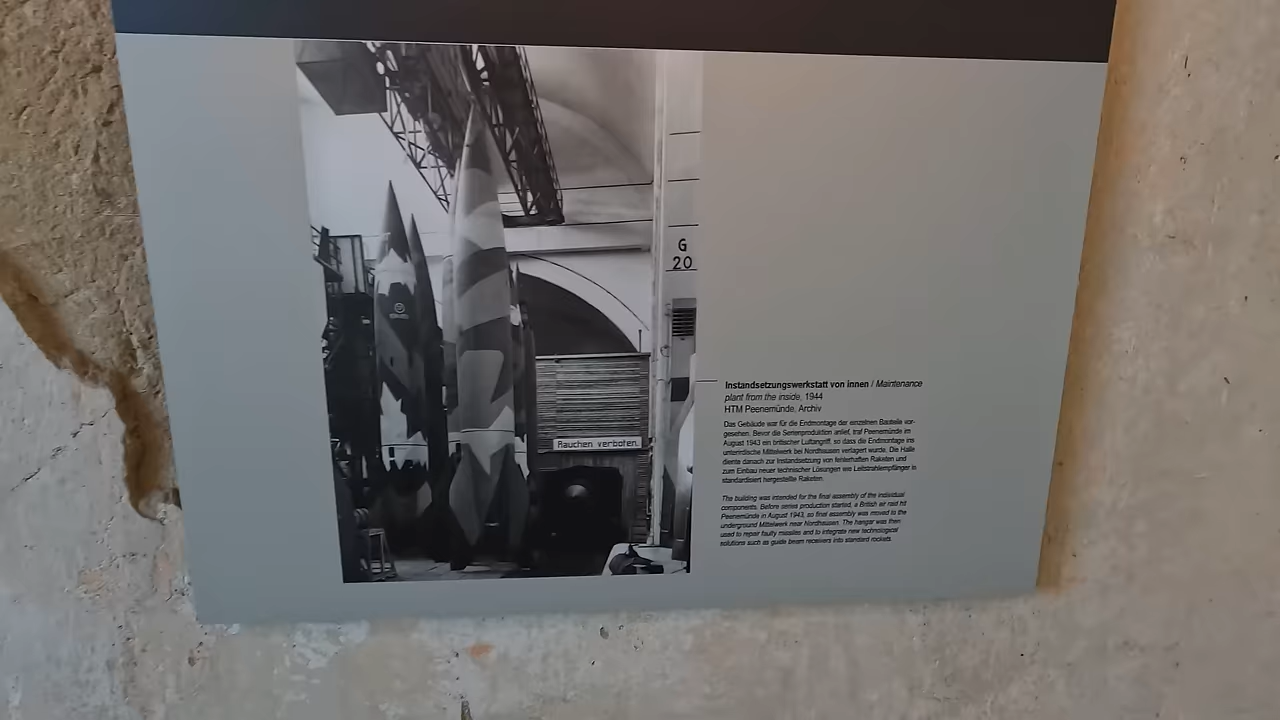 G
20
Rauchen verboten.
Instandsetzungswerkstatt von innen / Maintenance
plant from the inside, 1944
HTM Peenemünde, Archiv
Das Gebäude war für die Endmontage der einzelnen Bauteile vor-
gesehen. Bevor die Serienproduktion anlief, traf Peenemünde im
August 1943 ein britischer Luftangriff, so dass die Endmontage ins
unterirdische Mittelwerk bei Nordhausen verlagert wurde. Die Halle
diente danach zur Instandsetzung von fehlerhaften Raketen und
zum Einbau neuer technischer Lösungen wie Leitstrahlempfänger in
standardisiert hergestellte Raketen.
The building was intended for the final assembly of the individual
components. Before series production started, a British air raid hit
Peenemünde in August 1943, so final assembly was moved to the
underground Mittelwerk near Nordhausen. The hangar was then
used to repair faulty missiles and to integrate new technological
solutions such as guide beam receivers into standard rockets.